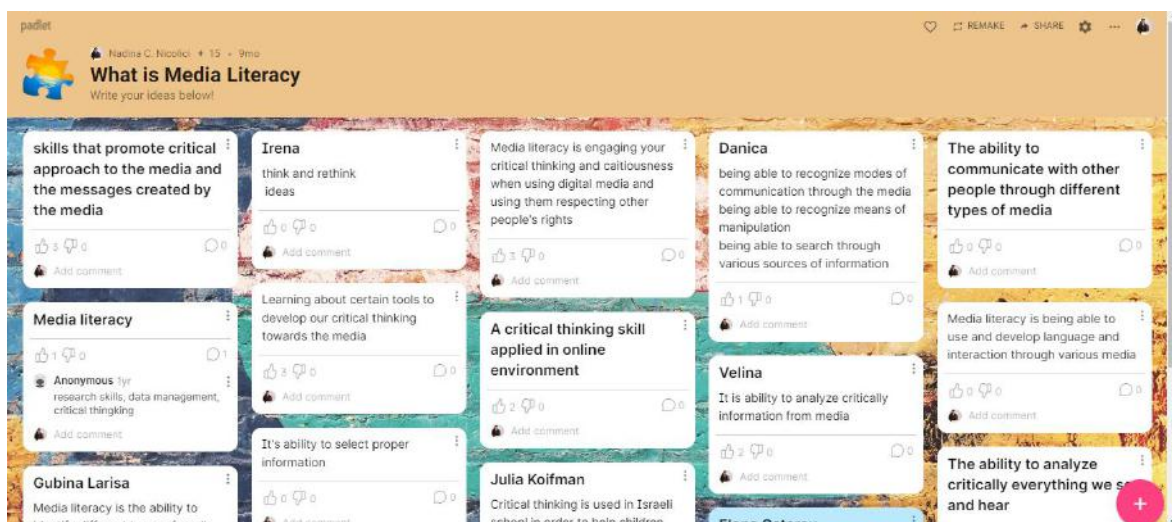 padlet
REMAKE
SHARE
Nadina C. Nicolici + 15 • 9mo
What is Media Literacy
Write your ideas below!
skills that promote critical
approach to the media and
the messages created by
the media
3 0
0
Add comment
Media literacy
1 0
1
Anonymous 1yr
research skills, data management,
critical thingking
Add comment
Gubina Larisa
Media literacy is the ability to
Irena
think and rethink
ideas
0 0
0
Add comment
Learning about certain tools to
develop our critical thinking
towards the media
3 0
0
Add comment
It's ability to select proper
information
0 0
0
Add comment
Media literacy is engaging your
critical thinking and caitiousness
when using digital media and
using them respecting other
people's rights
3 0
0
Add comment
A critical thinking skill
applied in online
environment
2 0
0
Add comment
Julia Koifman
Critical thinking is used in Israeli
school in order to help children
Danica
being able to recognize modes of
communication through the media
being able to recognize means of
manipulation
being able to search through
various sources of information
1 0
0
Add comment
Velina
It is ability to analyze critically
information from media
2 0
0
Add comment
The ability to
communicate with other
people through different
types of media
0 0
0
Add comment
Media literacy is being able to
use and develop language and
interaction through various media
0 0
0
Add comment
The ability to analyze
critically everything we
and hear